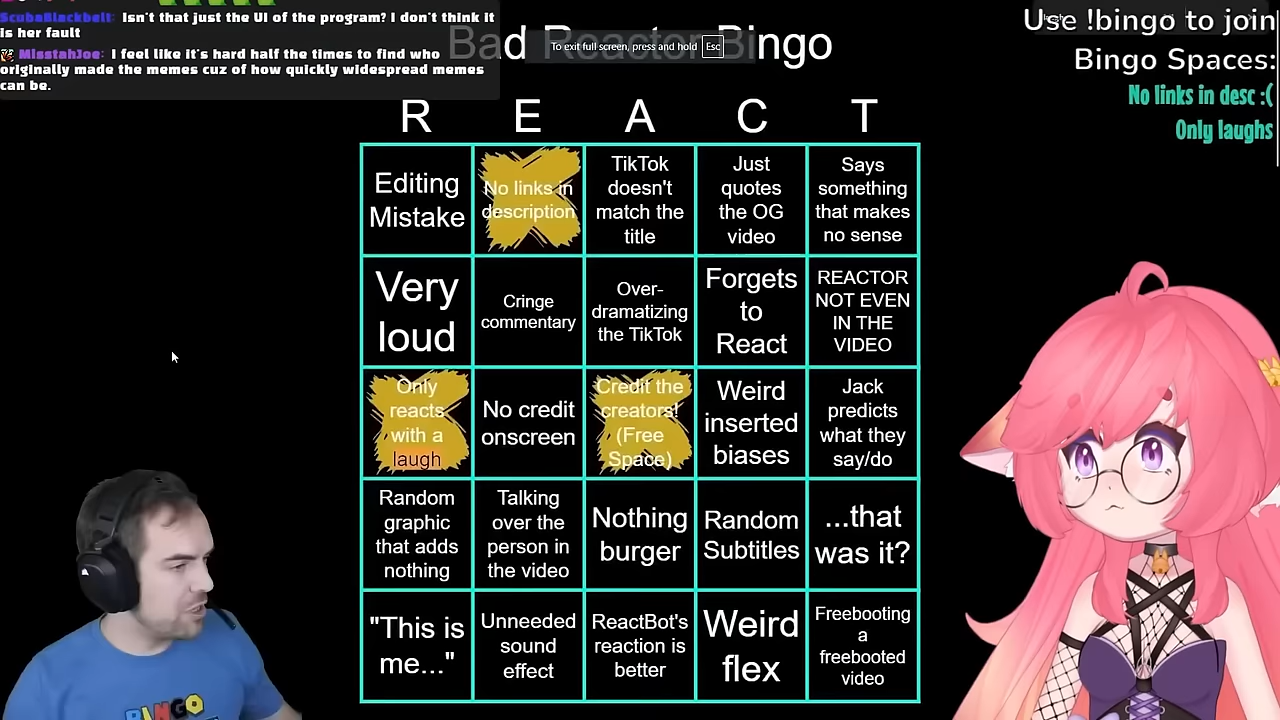 ScubaBlackbelt: Isn't that just the UI of the program? I don't think it
is her fault
MisstahJoe: I feel like it's hard half the times to find who
originally made the memes cuz of how quickly widespread memes
can be.
Bad Reactor Bingo
To exit full screen, press and hold Esc
Use !bingo to join
Bingo Spaces:
No links in desc :(
Only laughs
R E A C T
Editing
Mistake
No links in
description
TikTok
doesn't
match the
title
Just
quotes
the OG
video
Says
something
that makes
no sense
Very
loud
Cringe
commentary
Over-
dramatizing
the TikTok
Forgets
to
React
REACTOR
NOT EVEN
IN THE
VIDEO
Only
reacts
with a
laugh
No credit
onscreen
Credit the
creators!
(Free
Space)
Weird
inserted
biases
Jack
predicts
what they
say/do
Random
graphic
that adds
nothing
Talking
over the
person in
the video
Nothing
burger
Random
Subtitles
...that
was it?
"This is
me..."
Unneeded
sound
effect
ReactBot's
reaction is
better
Weird
flex
Freebooting
a
freebooted
video
BINGO